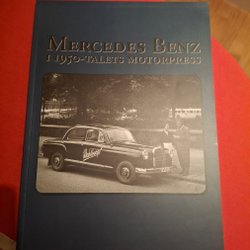 MERCEDES BENZ
I 1950-TALETS MOTORPRESS